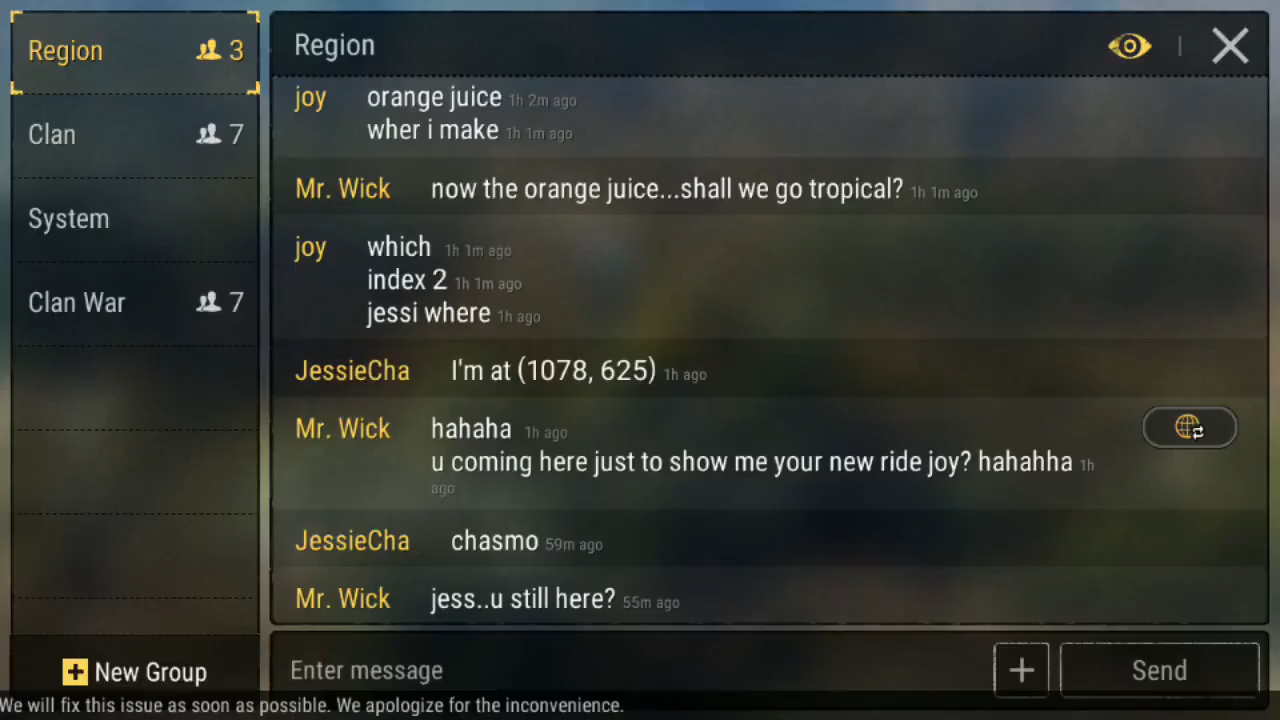 Region 3
Clan 7
System
Clan War 7
New Group
Region
joy orange juice 1h 2m ago
wher i make 1h 1m ago
Mr. Wick now the orange juice...shall we go tropical? 1h 1m ago
joy which 1h 1m ago
index 2 1h 1m ago
jessi where 1h ago
JessieCha I'm at (1078, 625) 1h ago
Mr. Wick hahaha 1h ago
u coming here just to show me your new ride joy? hahahha 1h
ago
JessieCha chasmo 59m ago
Mr. Wick jess..u still here? 55m ago
Enter message + Send
We will fix this issue as soon as possible. We apologize for the inconvenience.